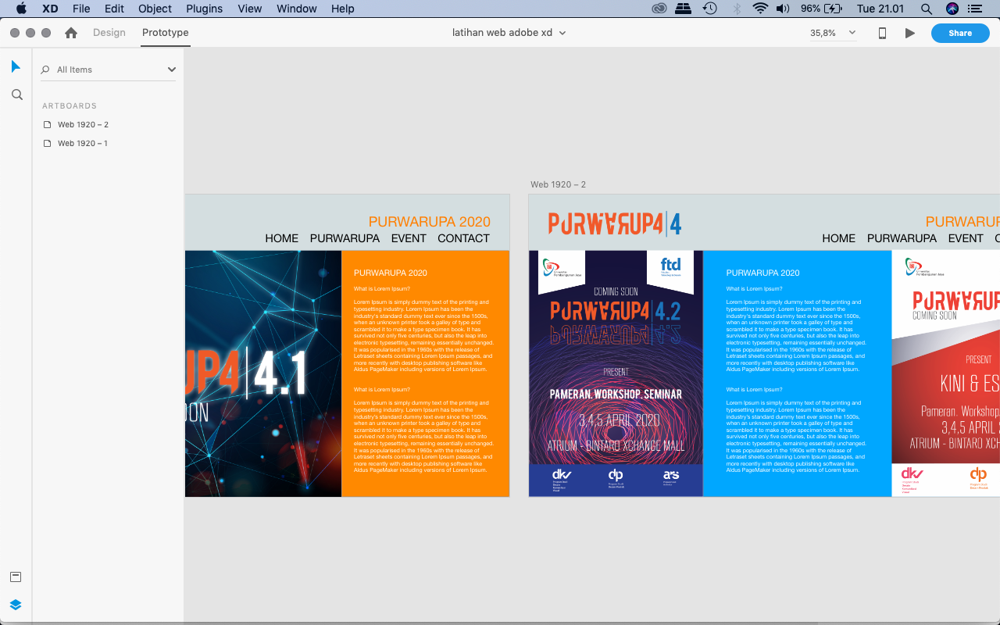 XD File Edit Object Plugins View Window Help 96% Tue 21.01
Design Prototype latihan web adobe xd 35,8% Share
All Items
ARTBOARDS
Web 1920 – 2
Web 1920 – 1
PURWARUPA 2020
HOME PURWARUPA EVENT CONTACT
UP4|4.1
OON
PURWARUPA 2020
What is Lorem Ipsum?
Lorem Ipsum is simply dummy text of the printing and
typesetting industry. Lorem Ipsum has been the
industry's standard dummy text ever since the 1500s,
when an unknown printer took a galley of type and
scrambled it to make a type specimen book. It has
survived not only five centuries, but also the leap into
electronic typesetting, remaining essentially unchanged.
It was popularised in the 1960s with the release of
Letraset sheets containing Lorem Ipsum passages, and
more recently with desktop publishing software like
Aldus PageMaker including versions of Lorem Ipsum.
What is Lorem Ipsum?
Lorem Ipsum is simply dummy text of the printing and
typesetting industry. Lorem Ipsum has been the
industry's standard dummy text ever since the 1500s,
when an unknown printer took a galley of type and
scrambled it to make a type specimen book. It has
survived not only five centuries, but also the leap into
electronic typesetting, remaining essentially unchanged.
It was popularised in the 1960s with the release of
Letraset sheets containing Lorem Ipsum passages, and
more recently with desktop publishing software like
Aldus PageMaker including versions of Lorem Ipsum.
Web 1920 – 2
PURWARUP4|4
PURWARUP
HOME PURWARUPA EVENT C
Universitas
Pembangunan Jaya
ftd
COMING SOON
PURWARUP4|4.2
PRESENT
PAMERAN. WORKSHOP. SEMINAR
3,4,5 APRIL 2020
ATRIUM - BINTARO XCHANGE MALL
dkv dp ars
PURWARUPA 2020
What is Lorem Ipsum?
Lorem Ipsum is simply dummy text of the printing and
typesetting industry. Lorem Ipsum has been the
industry's standard dummy text ever since the 1500s,
when an unknown printer took a galley of type and
scrambled it to make a type specimen book. It has
survived not only five centuries, but also the leap into
electronic typesetting, remaining essentially unchanged.
It was popularised in the 1960s with the release of
Letraset sheets containing Lorem Ipsum passages, and
more recently with desktop publishing software like
Aldus PageMaker including versions of Lorem Ipsum.
What is Lorem Ipsum?
Lorem Ipsum is simply dummy text of the printing and
typesetting industry. Lorem Ipsum has been the
industry's standard dummy text ever since the 1500s,
when an unknown printer took a galley of type and
scrambled it to make a type specimen book. It has
survived not only five centuries, but also the leap into
electronic typesetting, remaining essentially unchanged.
It was popularised in the 1960s with the release of
Letraset sheets containing Lorem Ipsum passages, and
more recently with desktop publishing software like
Aldus PageMaker including versions of Lorem Ipsum.
Universitas
Pembangunan Jaya
PURWARUP
COMING SOON
PRESENT
KINI & ES
Pameran. Workshop.
3,4,5 APRIL
ATRIUM - BINTARO XCH
dkv dp